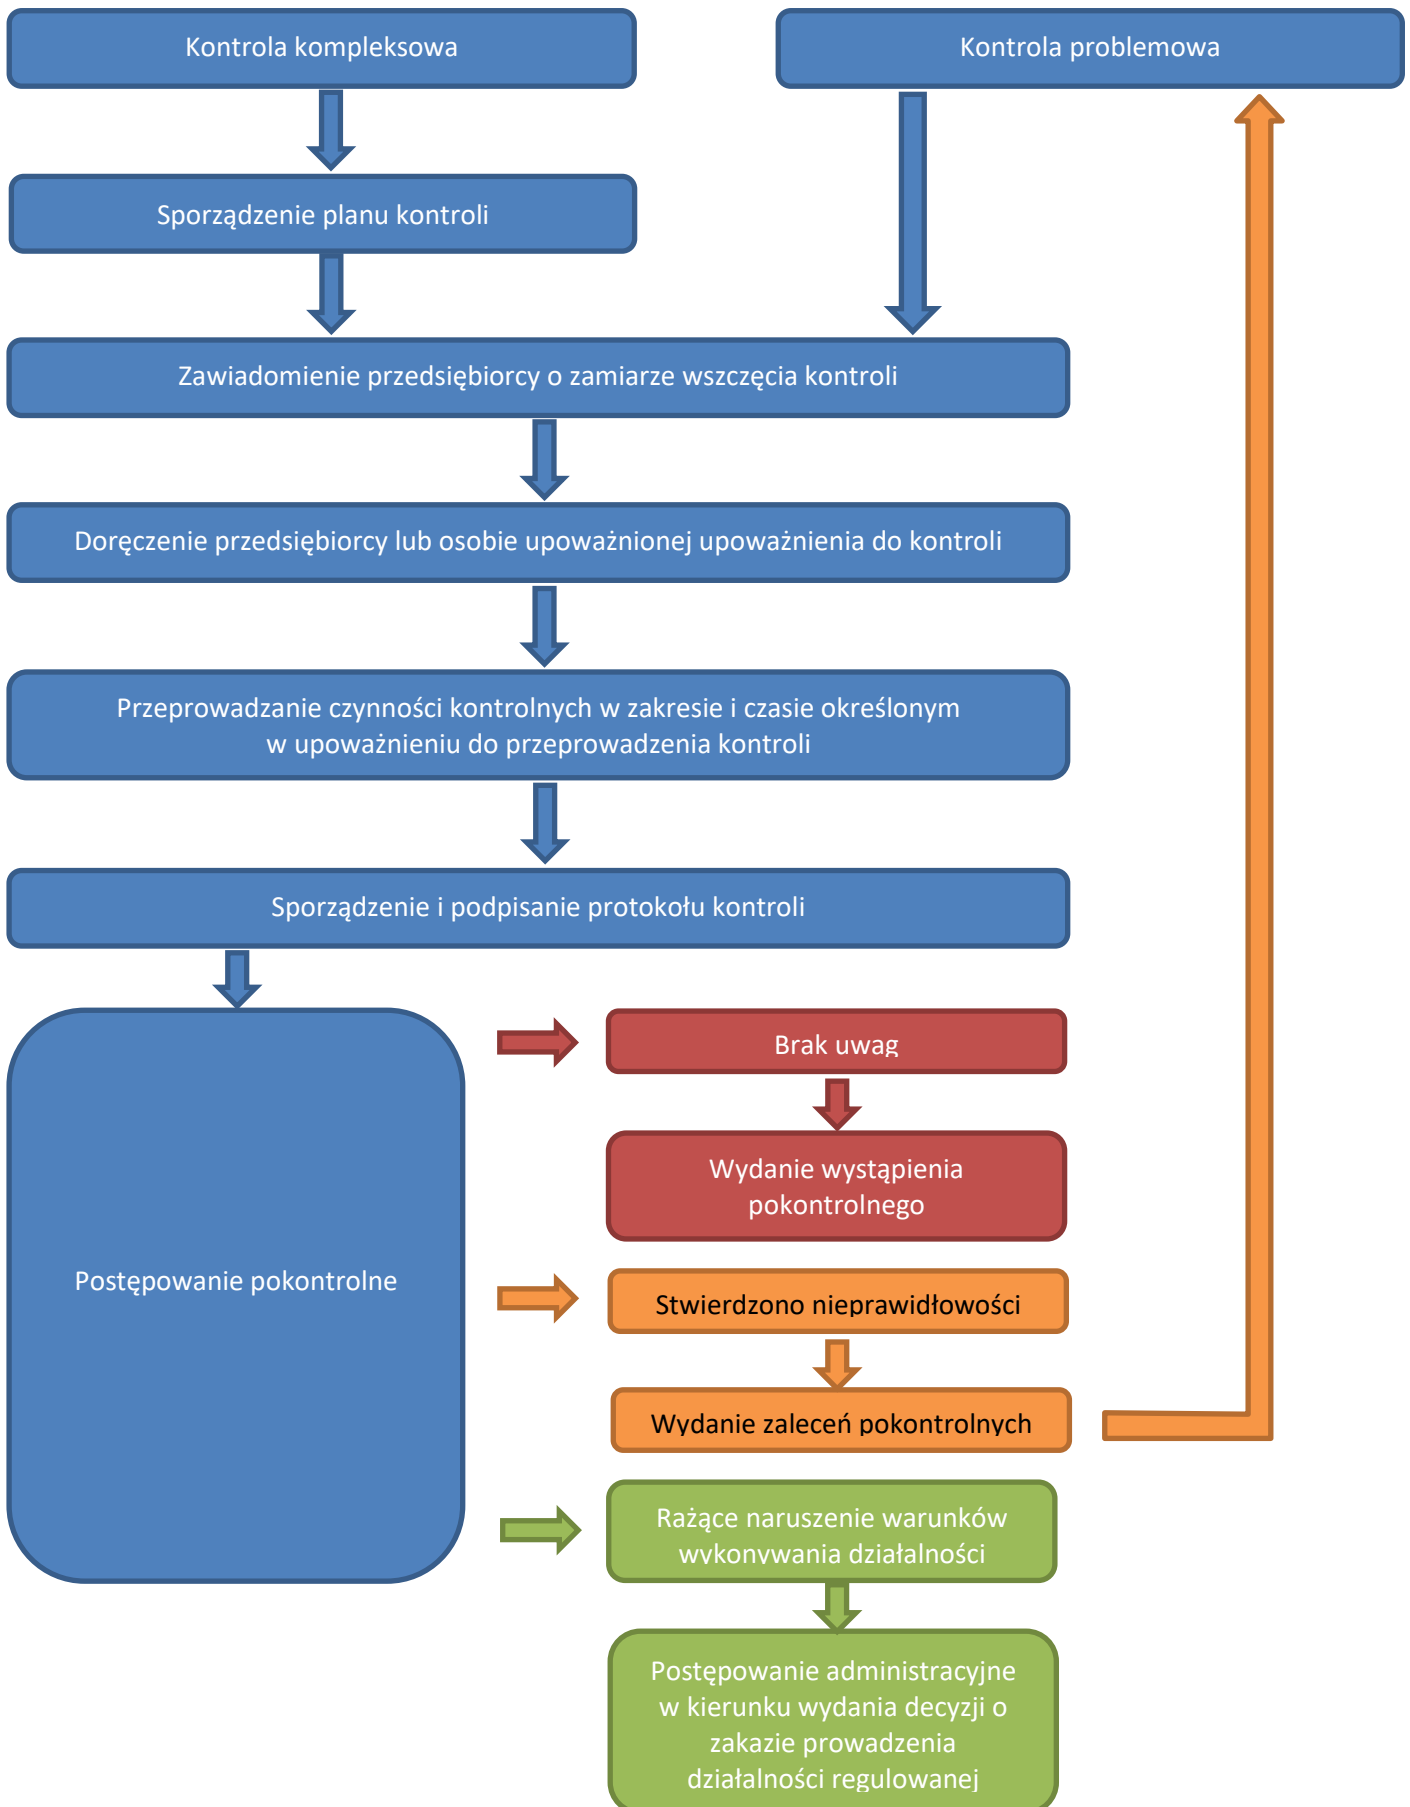 Kontrola kompleksowa
Kontrola problemowa
Sporządzenie planu kontroli
Zawiadomienie przedsiębiorcy o zamiarze wszczęcia kontroli
Doręczenie przedsiębiorcy lub osobie upoważnionej upoważnienia do kontroli
Przeprowadzanie czynności kontrolnych w zakresie i czasie określonym
w upoważnieniu do przeprowadzenia kontroli
Sporządzenie i podpisanie protokołu kontroli
Brak uwag
Wydanie wystąpienia
pokontrolnego
Postępowanie pokontrolne
Stwierdzono nieprawidłowości
Wydanie zaleceń pokontrolnych
Rażące naruszenie warunków
wykonywania działalności
Postępowanie administracyjne
w kierunku wydania decyzji o
zakazie prowadzenia
działalności regulowanej